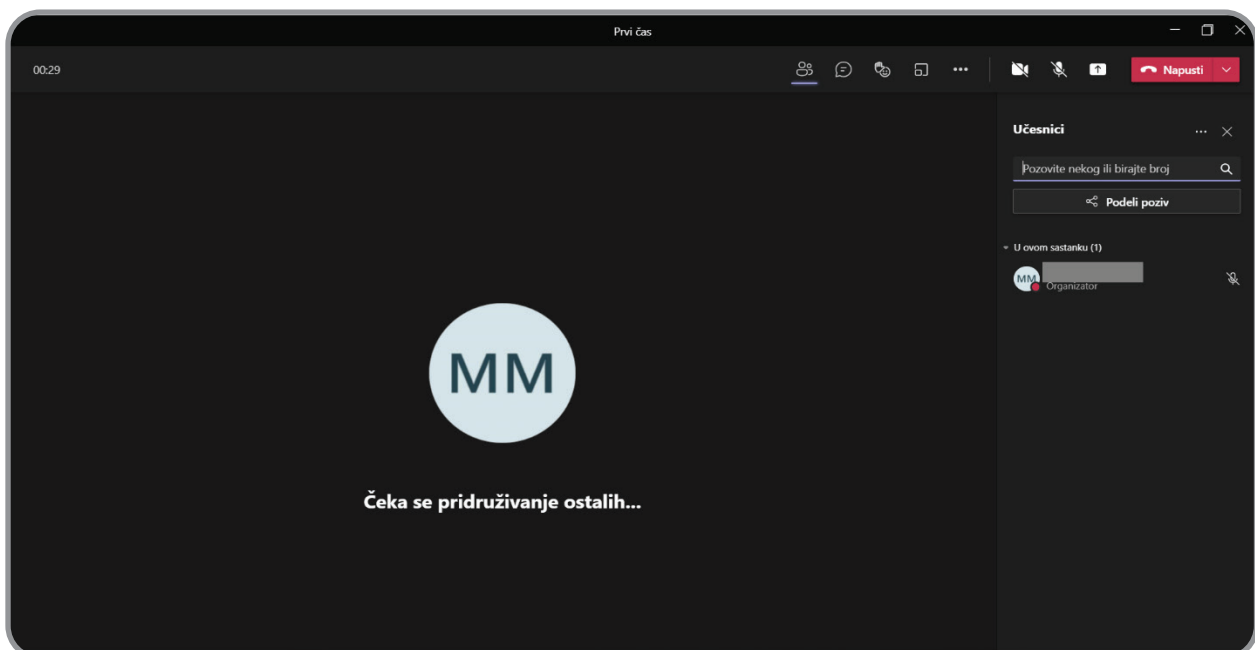 Prvi čas
00:29
Napusti
Učesnici
Pozovite nekog ili birajte broj
Podeli poziv
U ovom sastanku (1)
MM
Organizator
MM
Čeka se pridruživanje ostalih...